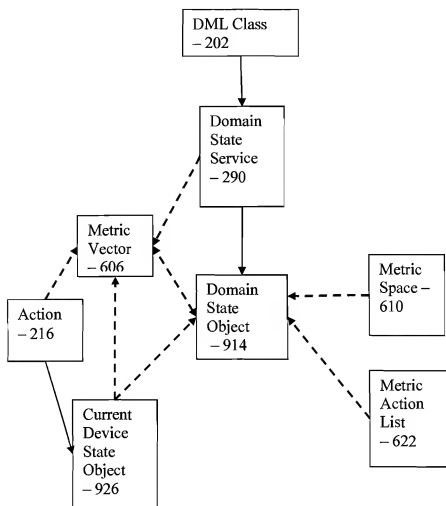 DML Class
– 202
Domain
State
Service
– 290
Metric
Vector
– 606
Domain
State
Object
– 914
Metric
Space –
610
Action
– 216
Current
Device
State
Object
– 926
Metric
Action
List
– 622